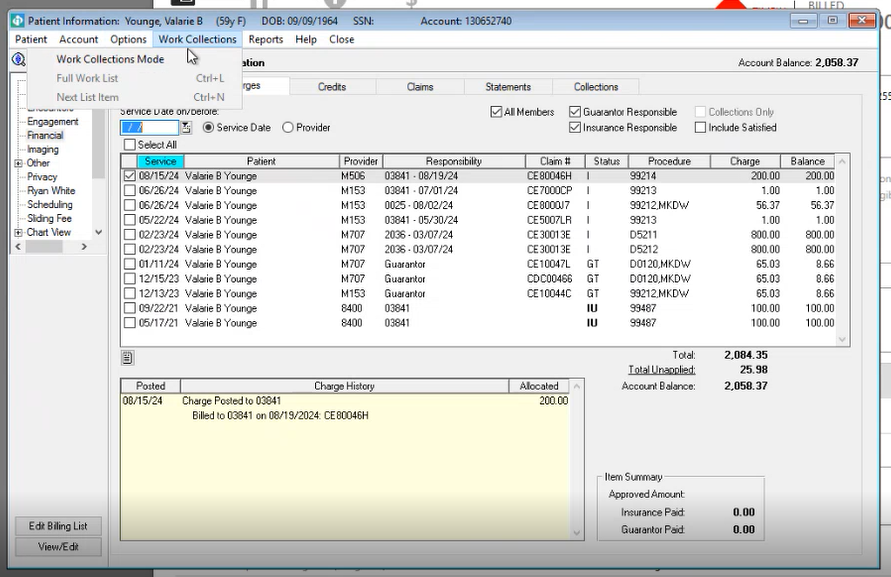 BILLED
Patient Information: Younge, Valarie B (59y F) DOB: 09/09/1964 SSN: Account: 130652740
Patient Account Options Work Collections Reports Help Close
Work Collections Mode
Full Work List Ctrl+L
Next List Item Ctrl+N
ation
Account Balance: 2,058.37
rges Credits Claims Statements Collections
Engagement
Financial
Imaging
Other
Privacy
Ryan White
Scheduling
Sliding Fee
Chart View
Service Date on/before:
/ / Service Date Provider
All Members Guarantor Responsible Collections Only
Insurance Responsible Include Satisfied
Select All
Service Patient Provider Responsibility Claim # Status Procedure Charge Balance
08/15/24 Valarie B Younge M506 03841 - 08/19/24 CE80046H I 99214 200.00 200.00
06/26/24 Valarie B Younge M153 03841 - 07/01/24 CE7000CP I 99213 1.00 1.00
06/26/24 Valarie B Younge M153 0025 - 08/02/24 CE8000J7 I 99212,MKDW 56.37 56.37
05/22/24 Valarie B Younge M153 03841 - 05/30/24 CE5007LR I 99213 1.00 1.00
02/23/24 Valarie B Younge M707 2036 - 03/07/24 CE30013E I D5211 800.00 800.00
02/23/24 Valarie B Younge M707 2036 - 03/07/24 CE30013E I D5212 800.00 800.00
01/11/24 Valarie B Younge M707 Guarantor CE10047L GT D0120,MKDW 65.03 8.66
12/15/23 Valarie B Younge M707 Guarantor CDC00466 GT D0120,MKDW 65.03 8.66
12/13/23 Valarie B Younge M153 Guarantor CE10044C GT 99212,MKDW 65.03 8.66
09/22/21 Valarie B Younge 8400 03841 IU 99487 100.00 100.00
05/17/21 Valarie B Younge 8400 03841 IU 99487 100.00 100.00
Total: 2,084.35
Total Unapplied: 25.98
Account Balance: 2,058.37
Posted Charge History Allocated
08/15/24 Charge Posted to 03841 200.00
Billed to 03841 on 08/19/2024: CE80046H
Item Summary
Approved Amount:
Insurance Paid: 0.00
Guarantor Paid: 0.00
Edit Billing List
View/Edit